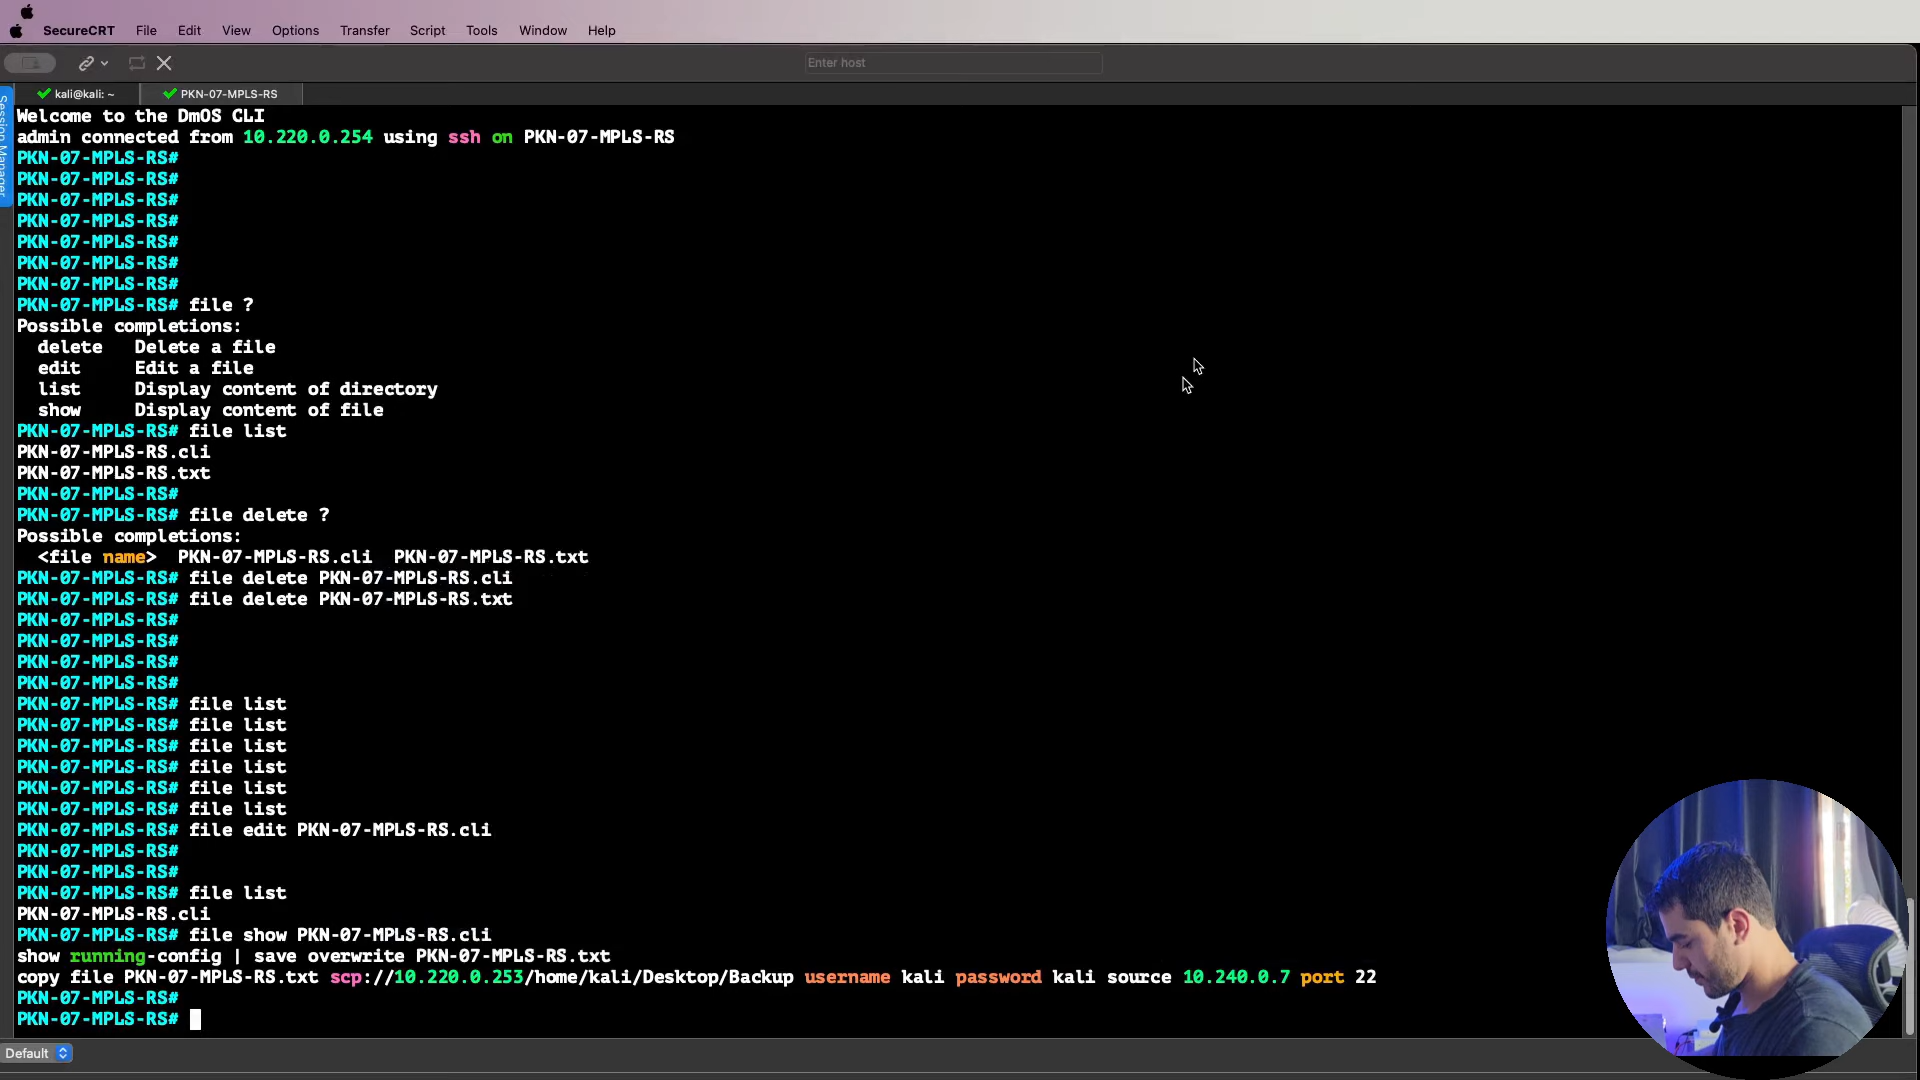 SecureCRT File Edit View Options Transfer Script Tools Window Help
Enter host
kali@kali: ~ PKN-07-MPLS-RS
Session Manager
Welcome to the DmOS CLI
admin connected from 10.220.0.254 using ssh on PKN-07-MPLS-RS
PKN-07-MPLS-RS#
PKN-07-MPLS-RS#
PKN-07-MPLS-RS#
PKN-07-MPLS-RS#
PKN-07-MPLS-RS#
PKN-07-MPLS-RS#
PKN-07-MPLS-RS#
PKN-07-MPLS-RS# file ?
Possible completions:
delete Delete a file
edit Edit a file
list Display content of directory
show Display content of file
PKN-07-MPLS-RS# file list
PKN-07-MPLS-RS.cli
PKN-07-MPLS-RS.txt
PKN-07-MPLS-RS#
PKN-07-MPLS-RS# file delete ?
Possible completions:
<file name> PKN-07-MPLS-RS.cli PKN-07-MPLS-RS.txt
PKN-07-MPLS-RS# file delete PKN-07-MPLS-RS.cli
PKN-07-MPLS-RS# file delete PKN-07-MPLS-RS.txt
PKN-07-MPLS-RS#
PKN-07-MPLS-RS#
PKN-07-MPLS-RS#
PKN-07-MPLS-RS#
PKN-07-MPLS-RS# file list
PKN-07-MPLS-RS# file list
PKN-07-MPLS-RS# file list
PKN-07-MPLS-RS# file list
PKN-07-MPLS-RS# file list
PKN-07-MPLS-RS# file list
PKN-07-MPLS-RS# file edit PKN-07-MPLS-RS.cli
PKN-07-MPLS-RS#
PKN-07-MPLS-RS#
PKN-07-MPLS-RS# file list
PKN-07-MPLS-RS.cli
PKN-07-MPLS-RS# file show PKN-07-MPLS-RS.cli
show running-config | save overwrite PKN-07-MPLS-RS.txt
copy file PKN-07-MPLS-RS.txt scp://10.220.0.253/home/kali/Desktop/Backup username kali password kali source 10.240.0.7 port 22
PKN-07-MPLS-RS#
PKN-07-MPLS-RS#
Default